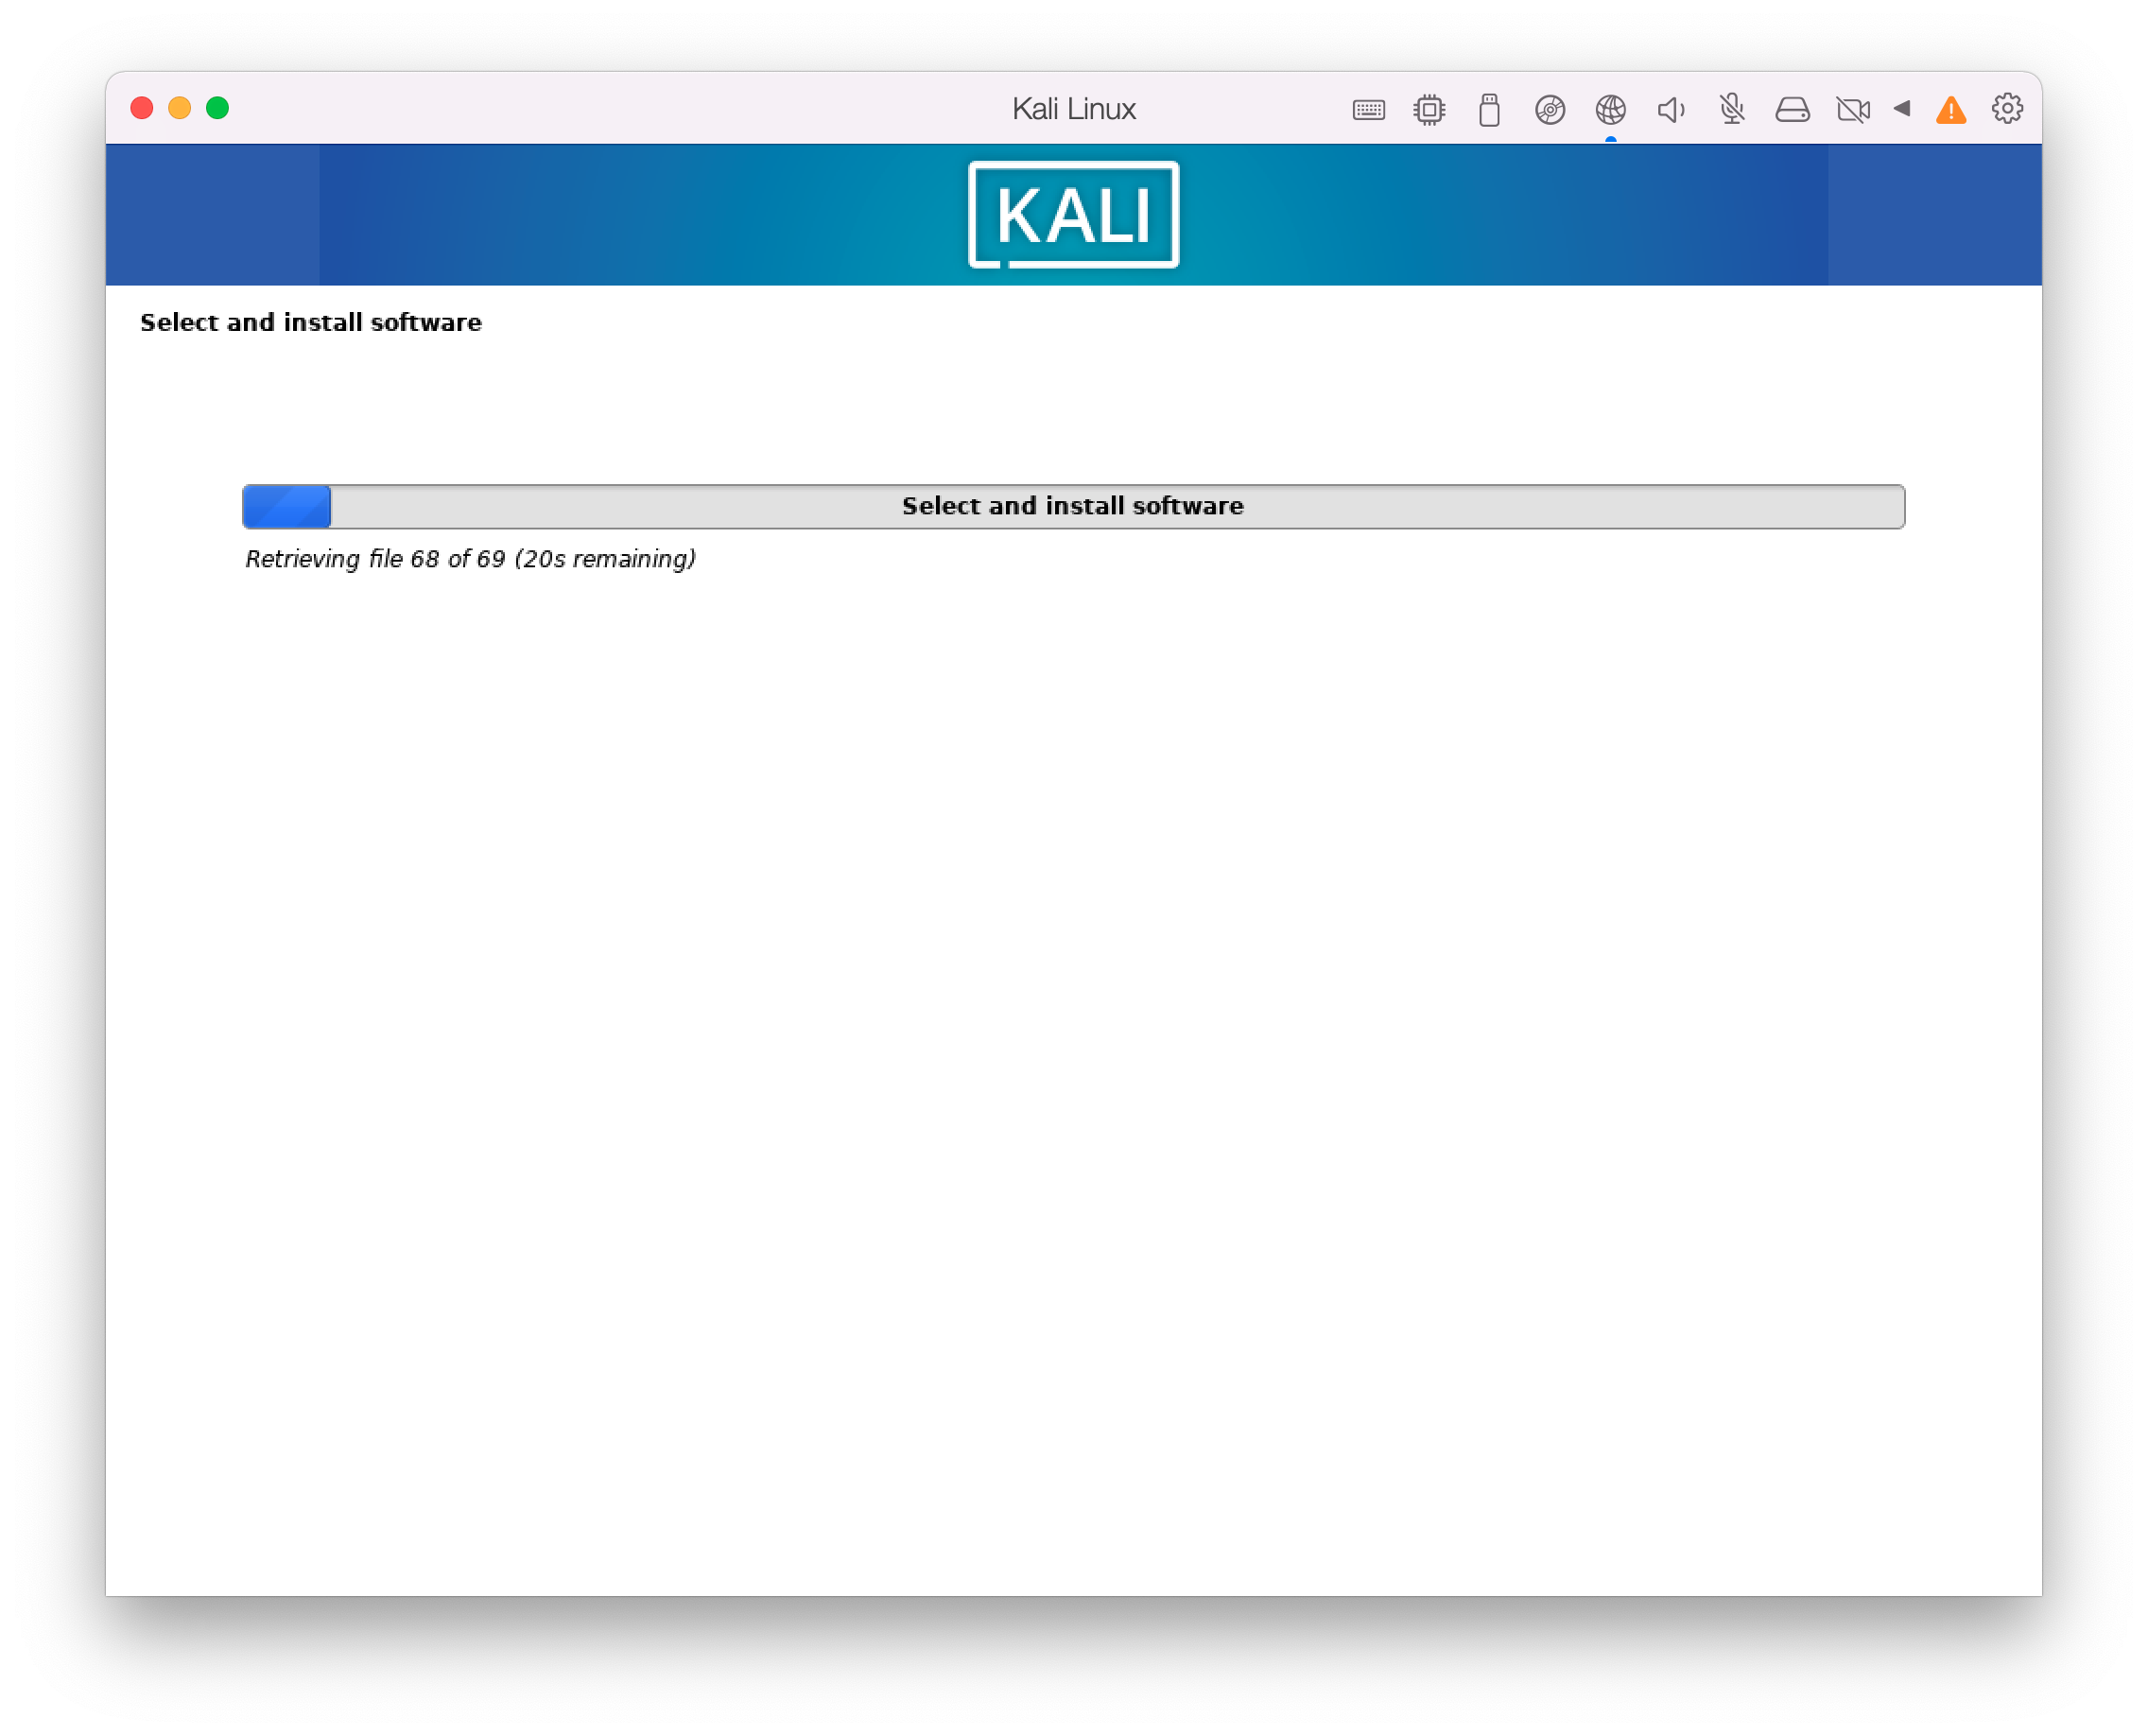 Kali Linux
KALI
Select and install software
Select and install software
Retrieving file 68 of 69 (20s remaining)